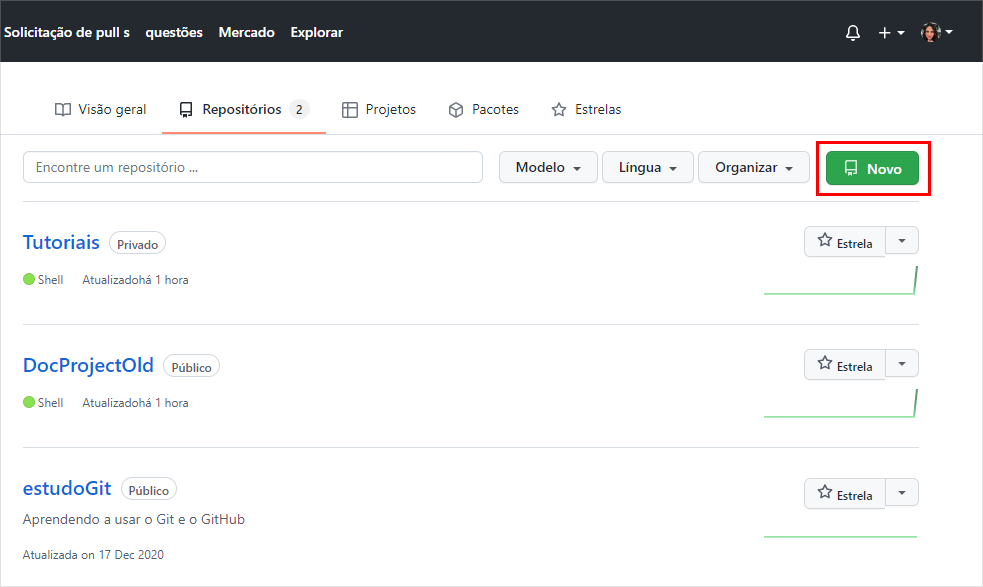 Solicitação de pull s questões Mercado Explorar
Visão geral Repositórios 2 Projetos Pacotes Estrelas
Encontre um repositório ... Modelo Língua Organizar Novo
Tutoriais Privado Estrela
Shell Atualizadohá 1 hora
DocProjectOld Público Estrela
Shell Atualizadohá 1 hora
estudoGit Público Estrela
Aprendendo a usar o Git e o GitHub
Atualizada on 17 Dec 2020